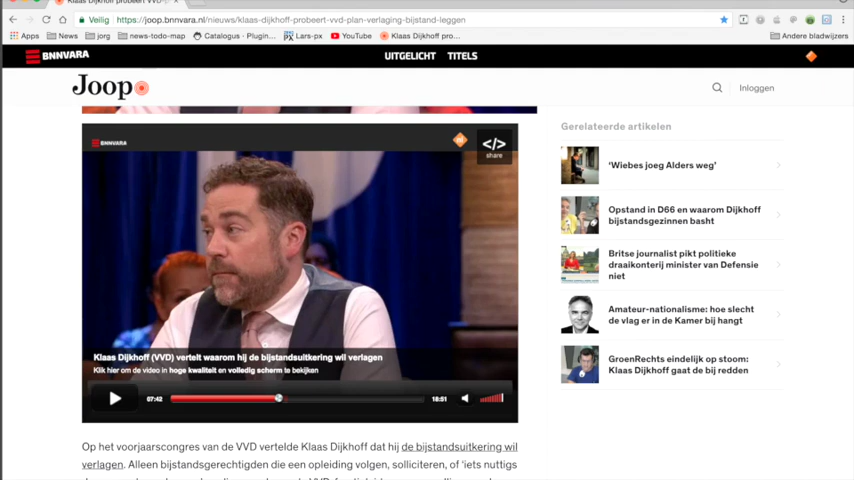 Klaas Dijkhoff probeert VVD-plan
Veilig https://joop.bnnvara.nl/nieuws/klaas-dijkhoff-probeert-vvd-plan-verlaging-bijstand-leggen
Apps News jorg news-todo-map Catalogus - Plugin... Lars-px YouTube Klaas Dijkhoff pro... Andere bladwijzers
BNNVARA UITGELICHT TITELS
Joop Inloggen
BNNVARA
</>
share
Klaas Dijkhoff (VVD) vertelt waarom hij de bijstandsuitkering wil verlagen
Klik hier om de video in hoge kwaliteit en volledig scherm te bekijken
07:42 18:51
Op het voorjaarscongres van de VVD vertelde Klaas Dijkhoff dat hij de bijstandsuitkering wil
verlagen. Alleen bijstandsgerechtigden die een opleiding volgen, solliciteren, of 'iets nuttigs
Gerelateerde artikelen
'Wiebes joeg Alders weg'
Opstand in D66 en waarom Dijkhoff
bijstandsgezinnen basht
Britse journalist pikt politieke
draaikonterij minister van Defensie
niet
Amateur-nationalisme: hoe slecht
de vlag er in de Kamer bij hangt
GroenRechts eindelijk op stoom:
Klaas Dijkhoff gaat de bij redden